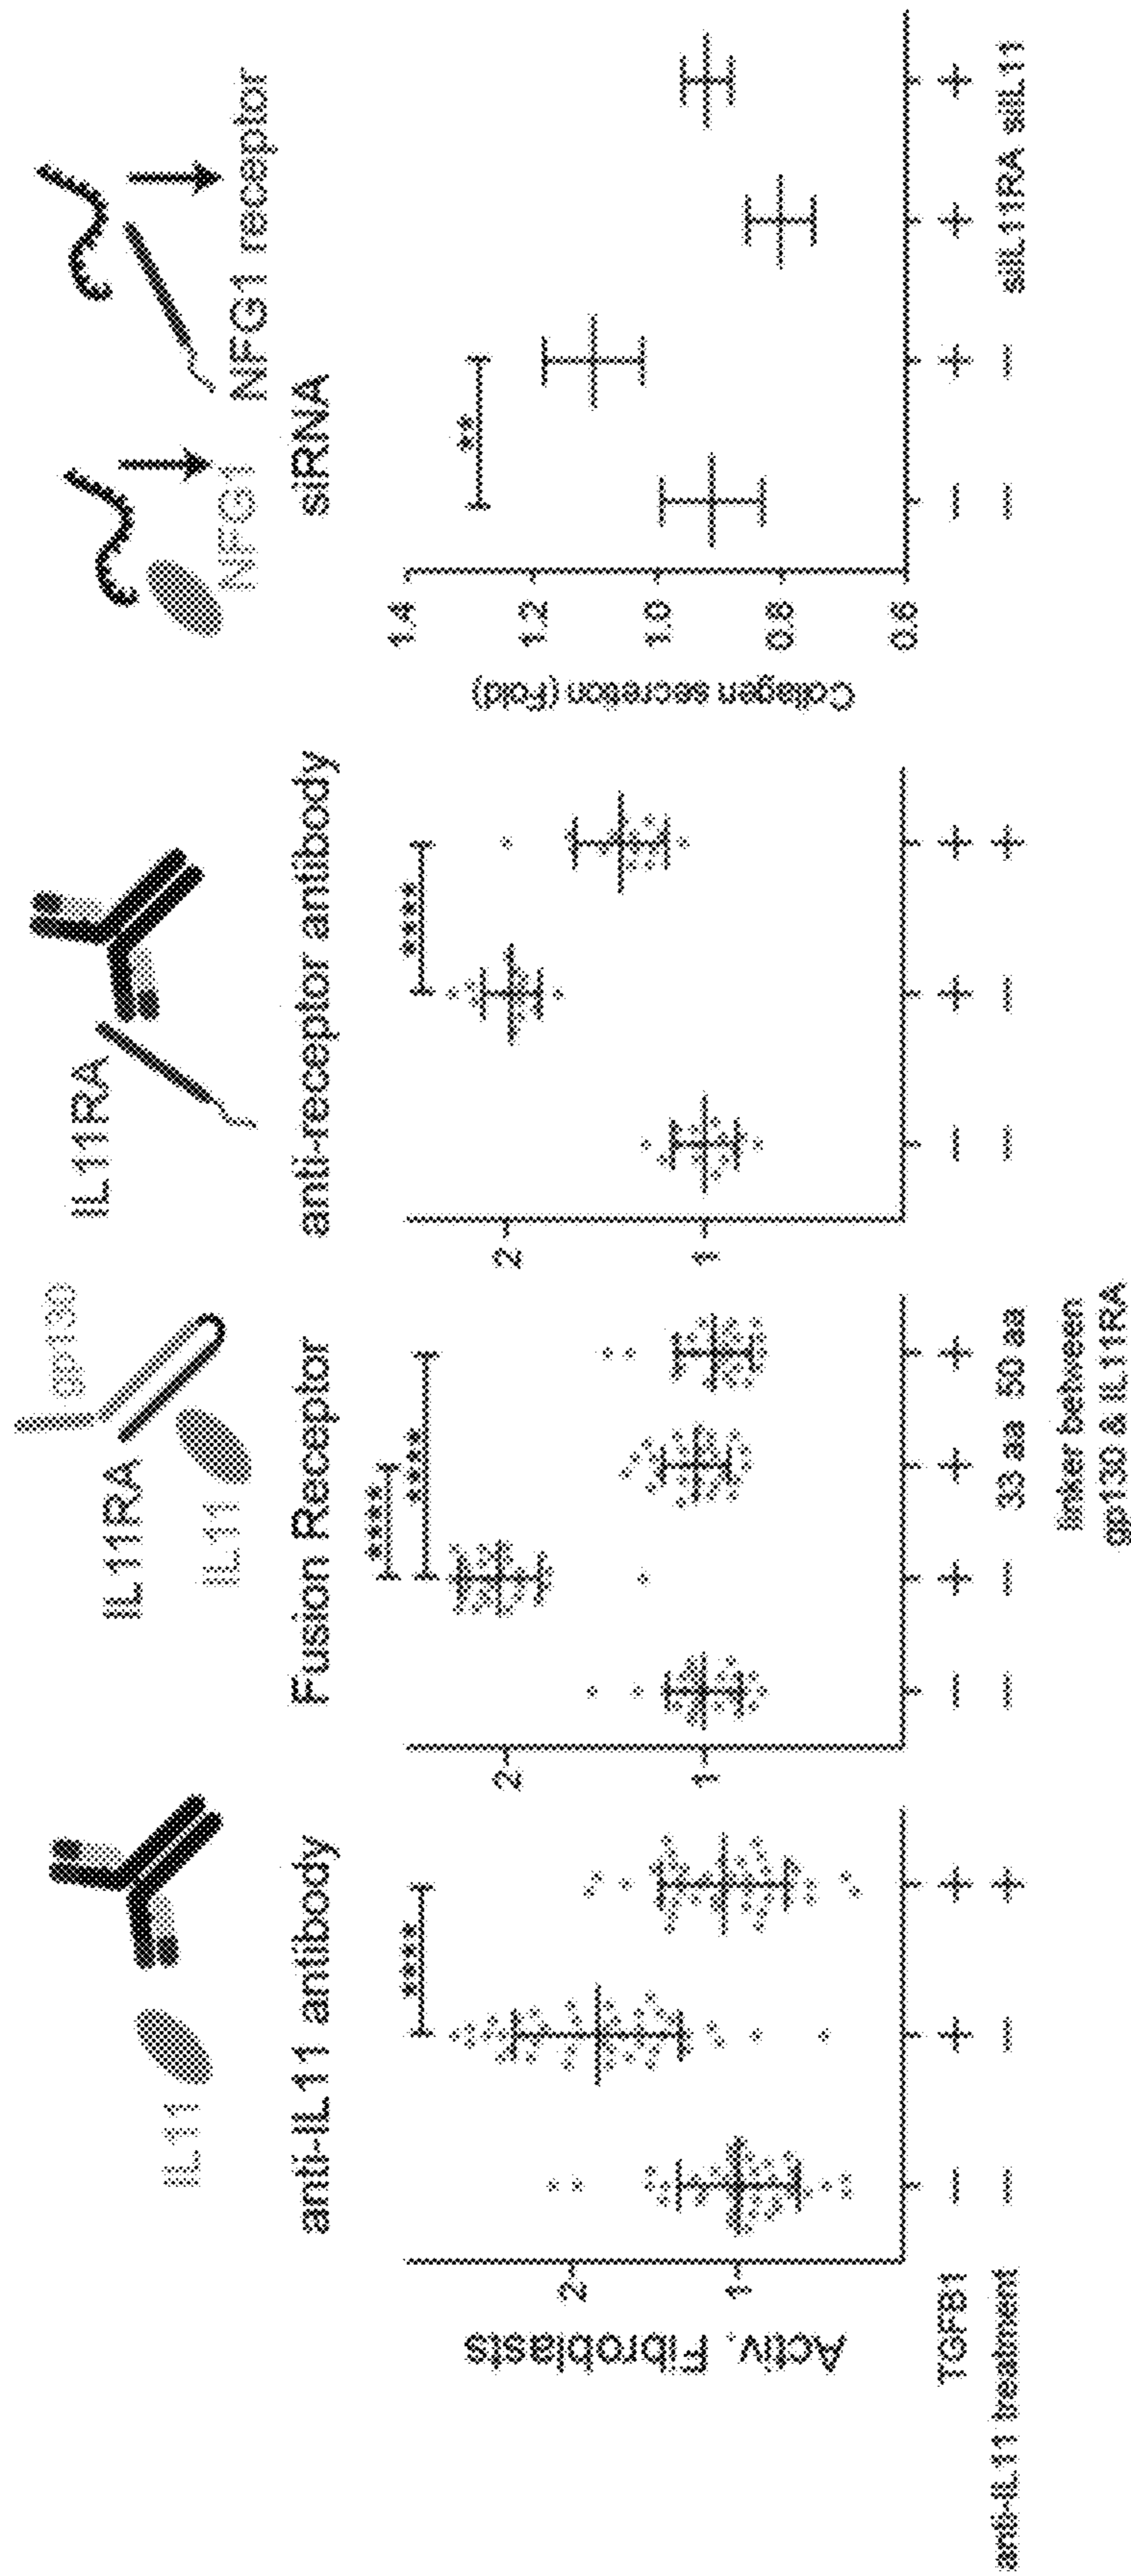 IL11
anti-IL11 antibody
Activ. Fibroblasts
2
1
****
TGFB1
− + +
anti-IL11 treatment
− − +
IL11RA
gp130
IL11
Fusion Receptor
2
1
****
****
− + + +
− − 33 aa 50 aa
linker between
gp130 & IL11RA
IL11RA
anti-receptor antibody
2
1
****
− + +
− − +
NFG1
NFG1 receptor
siRNA
Collagen secretion (Fold)
1.4
1.2
1.0
0.8
0.6
**
− + + +
− − siIL11RA siIL11